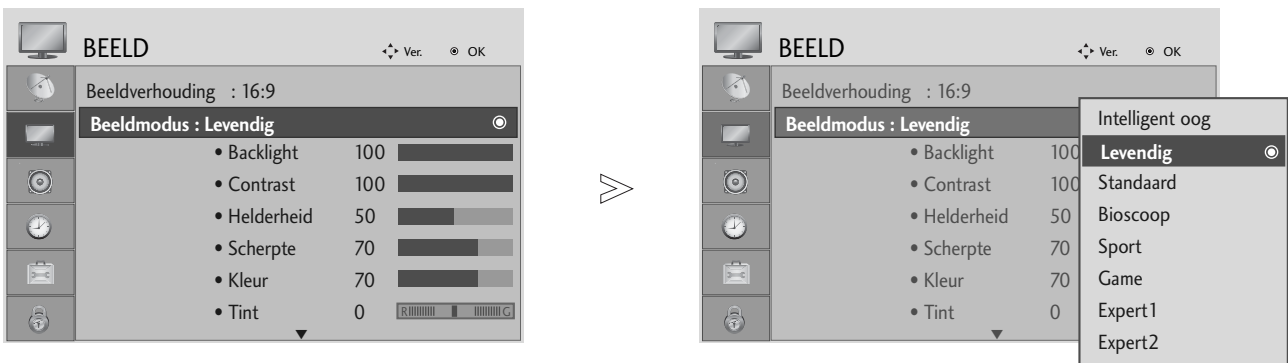 BEELD Ver. OK
Beeldverhouding : 16:9
Beeldmodus : Levendig
• Backlight 100
• Contrast 100
• Helderheid 50
• Scherpte 70
• Kleur 70
• Tint 0 R G
BEELD Ver. OK
Beeldverhouding : 16:9
Beeldmodus : Levendig
• Backlight 100
• Contrast 100
• Helderheid 50
• Scherpte 70
• Kleur 70
• Tint 0
Intelligent oog
Levendig
Standaard
Bioscoop
Sport
Game
Expert1
Expert2